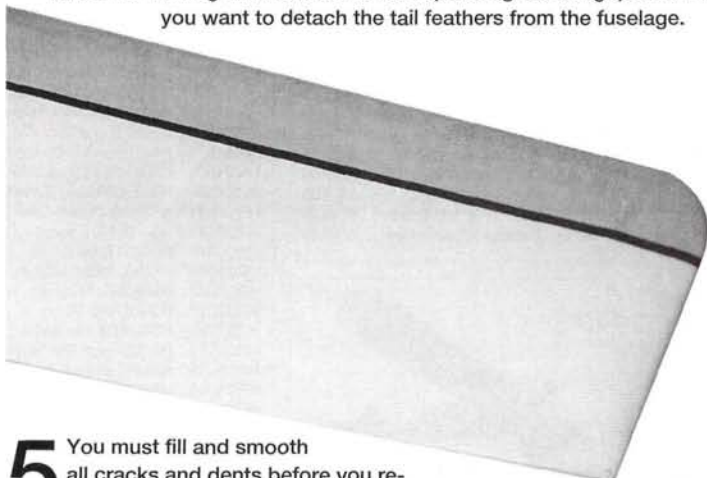 you want to detach the tail feathers from the fuselage.
5 You must fill and smooth
all cracks and dents before you re-